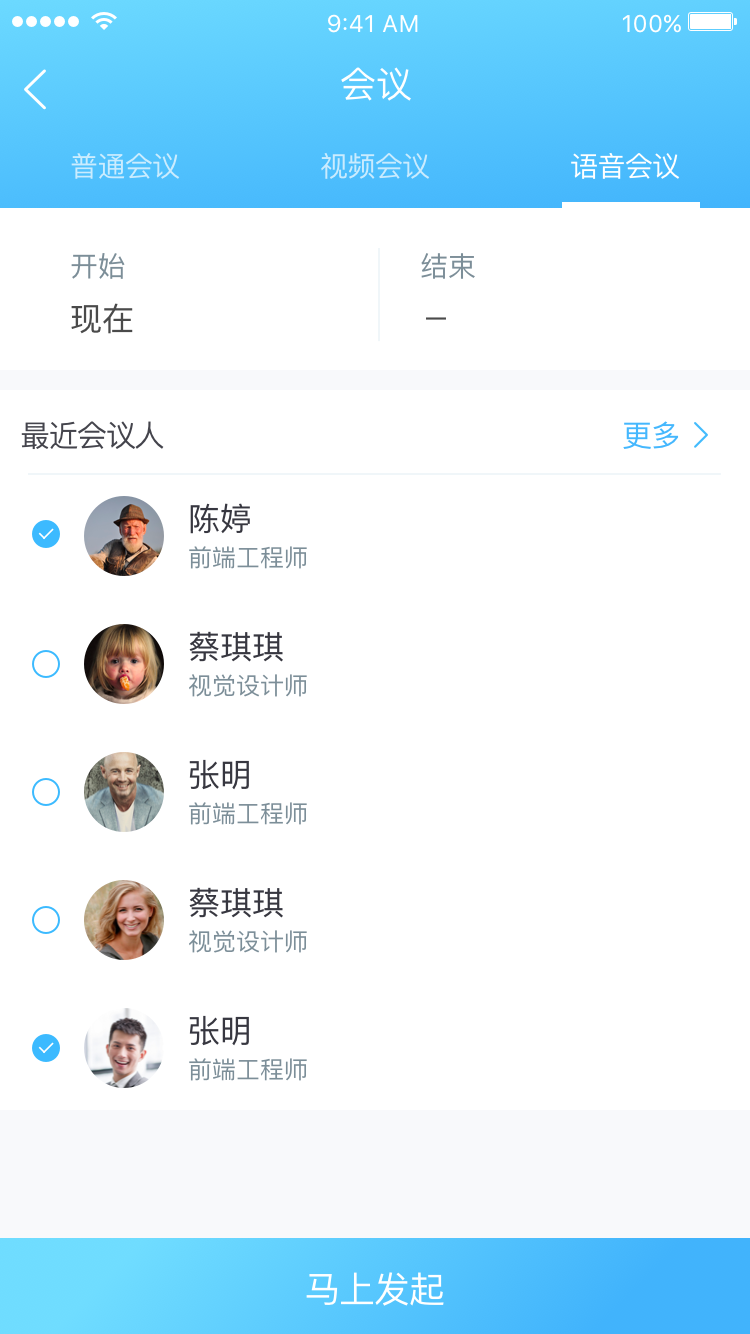 9:41 AM 100%
会议
普通会议 视频会议 语音会议
开始 结束
现在 —
最近会议人 更多
陈婷
前端工程师
蔡琪琪
视觉设计师
张明
前端工程师
蔡琪琪
视觉设计师
张明
前端工程师
马上发起